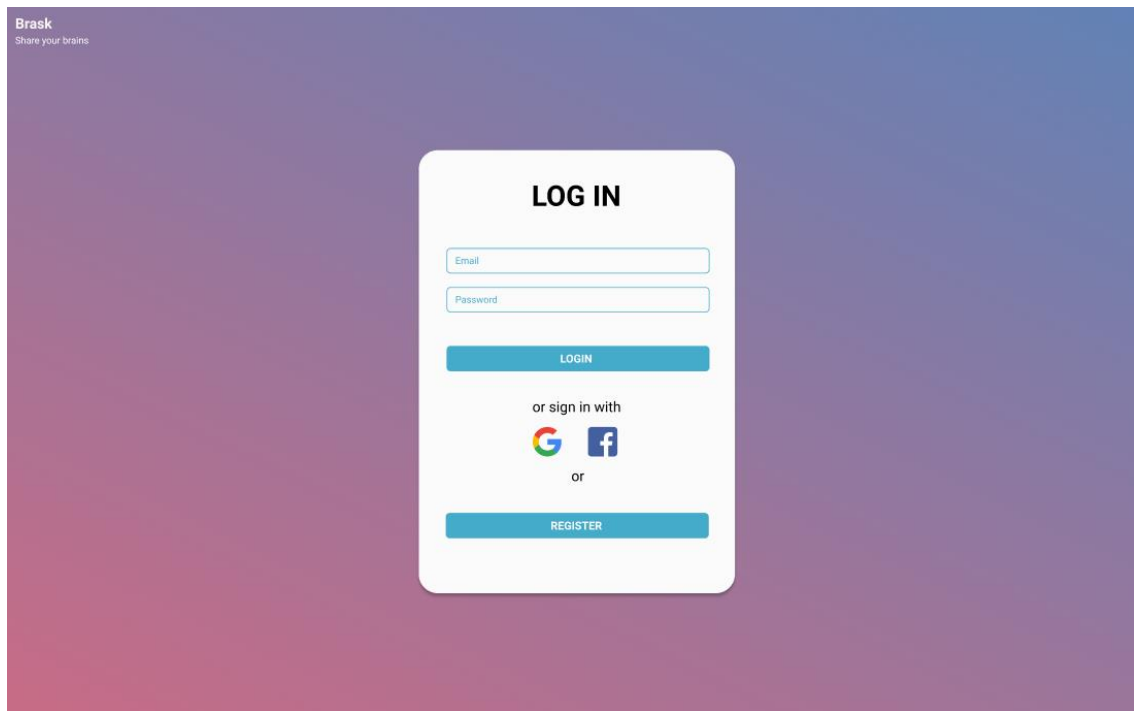 Brask
Share your brains
LOG IN
Email
Password
LOGIN
or sign in with
or
REGISTER